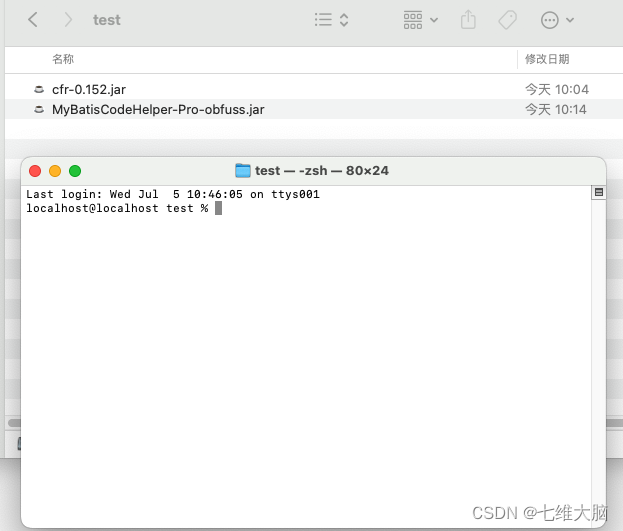 test
名称 修改日期
cfr-0.152.jar 今天 10:04
MyBatisCodeHelper-Pro-obfuss.jar 今天 10:14
test — -zsh — 80×24
Last login: Wed Jul  5 10:46:05 on ttys001
localhost@localhost test %
CSDN @七维大脑